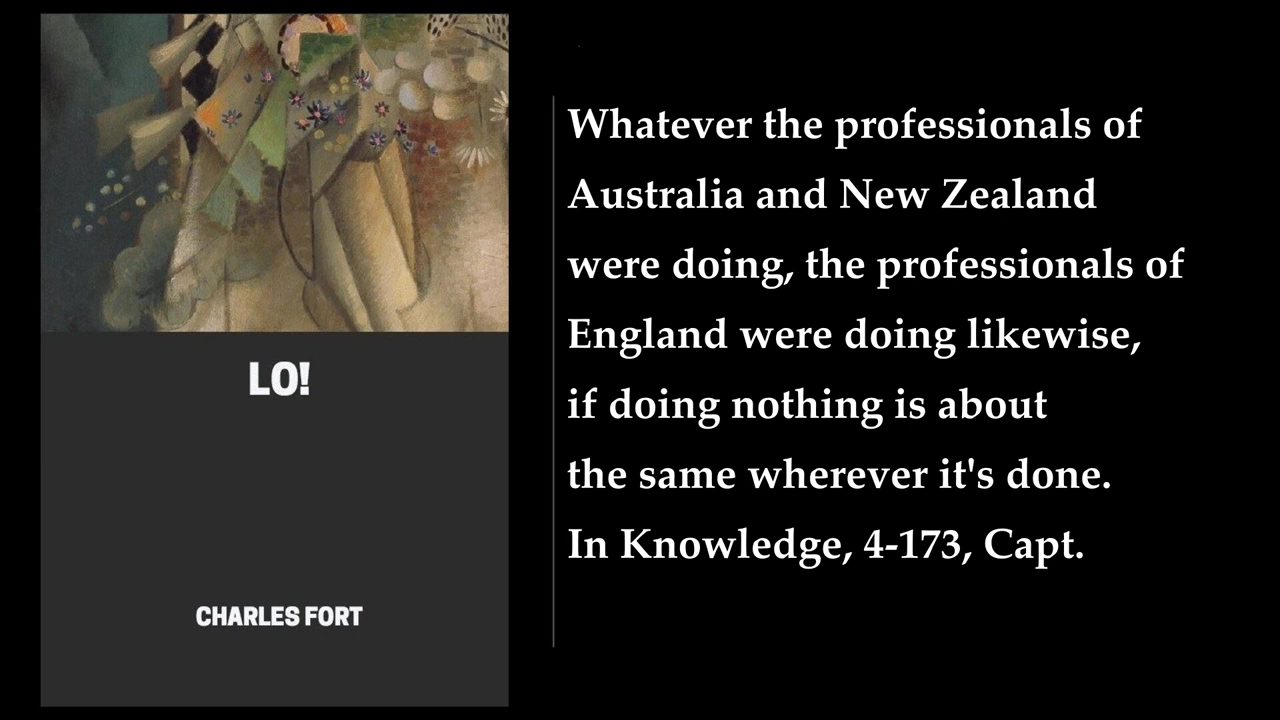 LO!
CHARLES FORT
Whatever the professionals of
Australia and New Zealand
were doing, the professionals of
England were doing likewise,
if doing nothing is about
the same wherever it's done.
In Knowledge, 4-173, Capt.